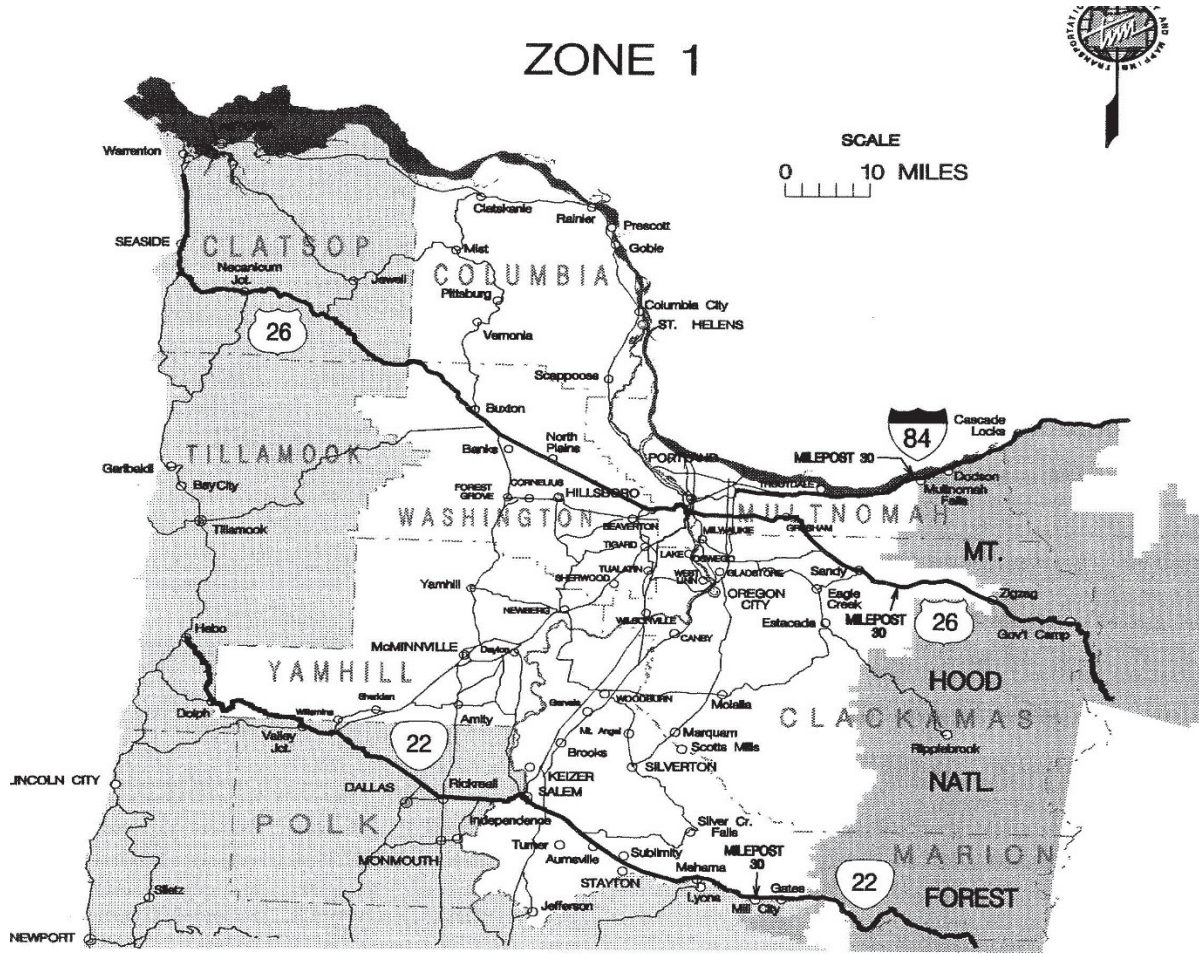 TRANSPORTATION
AND MAPPING
ZONE 1
SCALE
0 10 MILES
Warrenton
Clatskanie
Rainier
Prescott
Goble
SEASIDE
CLATSOP
Necanicum
Jct.
Jewell
Mist
COLUMBIA
Pittsburg
Columbia City
ST. HELENS
26
Vernonia
Scappoose
Buxton
84
Cascade
Locks
TILLAMOOK
Banks
North
Plains
PORTLAND
MILEPOST 30
Garibaldi
Bay City
Dodson
Multnomah
Falls
TROUTDALE
FOREST
GROVE
CORNELIUS
HILLSBORO
Tillamook
WASHINGTON
BEAVERTON
MULTNOMAH
GRESHAM
MILWAUKIE
TIGARD
LAKE
OSWEGO
MT.
TUALATIN
WEST
LINN
GLADSTONE
Sandy
SHERWOOD
Yamhill
OREGON
CITY
Eagle
Creek
Zigzag
NEWBERG
WILSONVILLE
Estacada
MILEPOST
30
26
Gov't Camp
Hebo
CANBY
McMINNVILLE
Dayton
YAMHILL
HOOD
Sheridan
Willamina
Gervais
WOODBURN
Molalla
Dolph
Amity
CLACKAMAS
Valley
Jct.
22
Mt. Angel
Marquam
Scotts Mills
Brooks
Ripplebrook
LINCOLN CITY
KEIZER
SILVERTON
NATL.
DALLAS
Rickreall
SALEM
POLK
Independence
Silver Cr.
Falls
MONMOUTH
Turner
Aumsville
Sublimity
Mehama
MILEPOST
30
MARION
STAYTON
Lyons
Gates
22
FOREST
Siletz
Mill City
Jefferson
NEWPORT